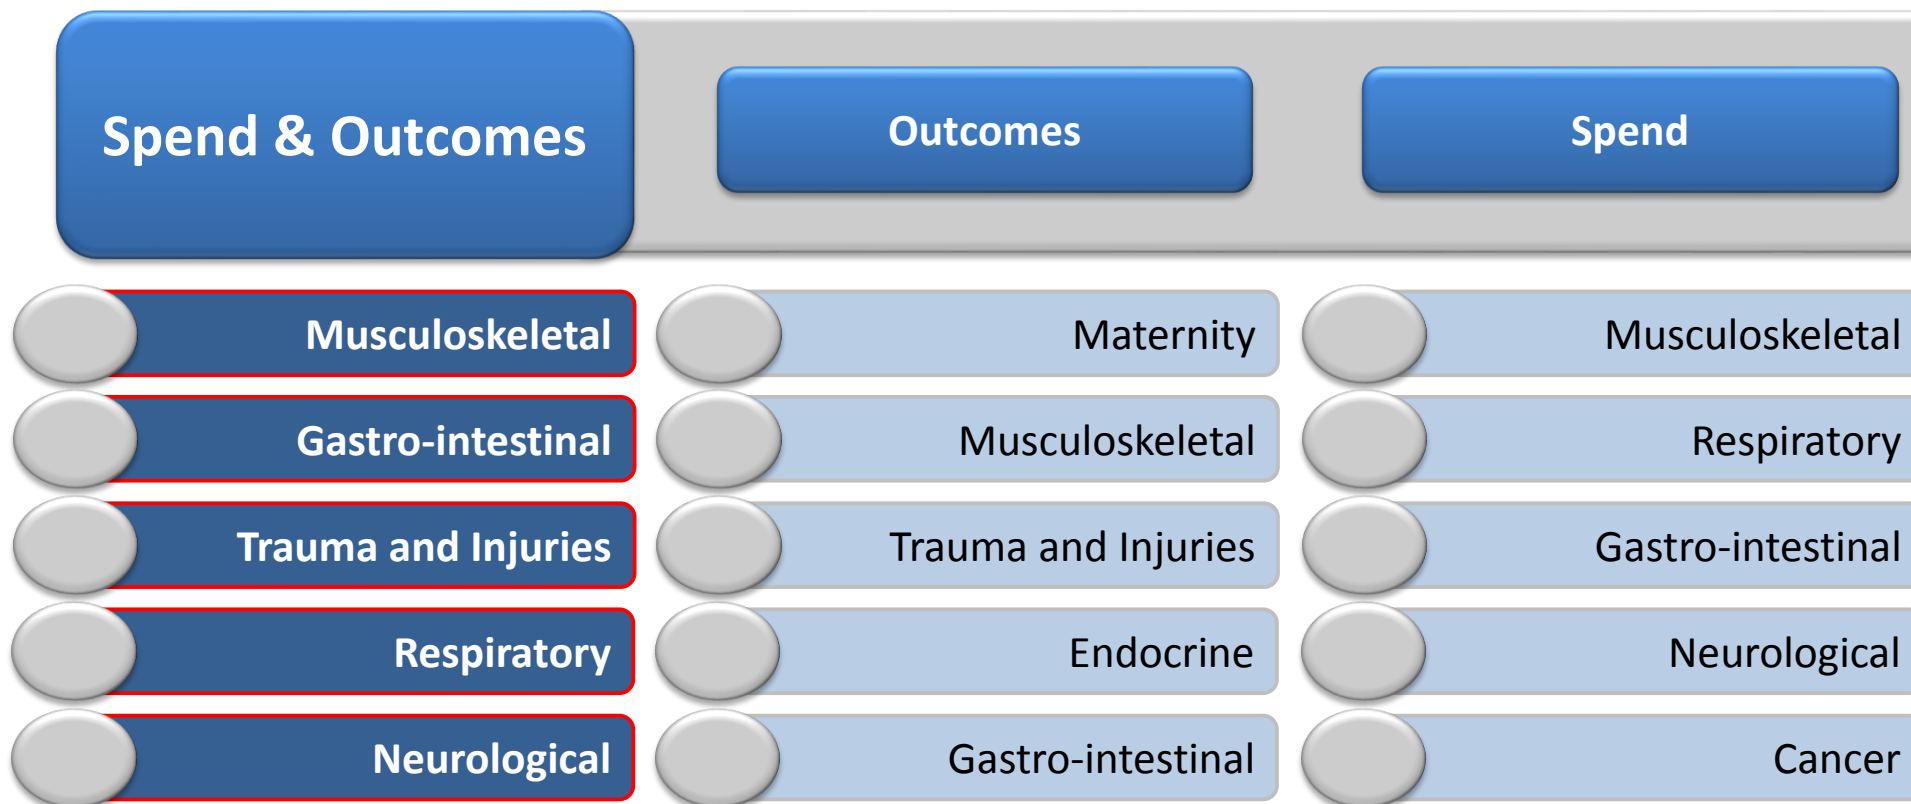 Spend & Outcomes
Outcomes
Spend
Musculoskeletal
Maternity
Musculoskeletal
Gastro-intestinal
Musculoskeletal
Respiratory
Trauma and Injuries
Trauma and Injuries
Gastro-intestinal
Respiratory
Endocrine
Neurological
Neurological
Gastro-intestinal
Cancer